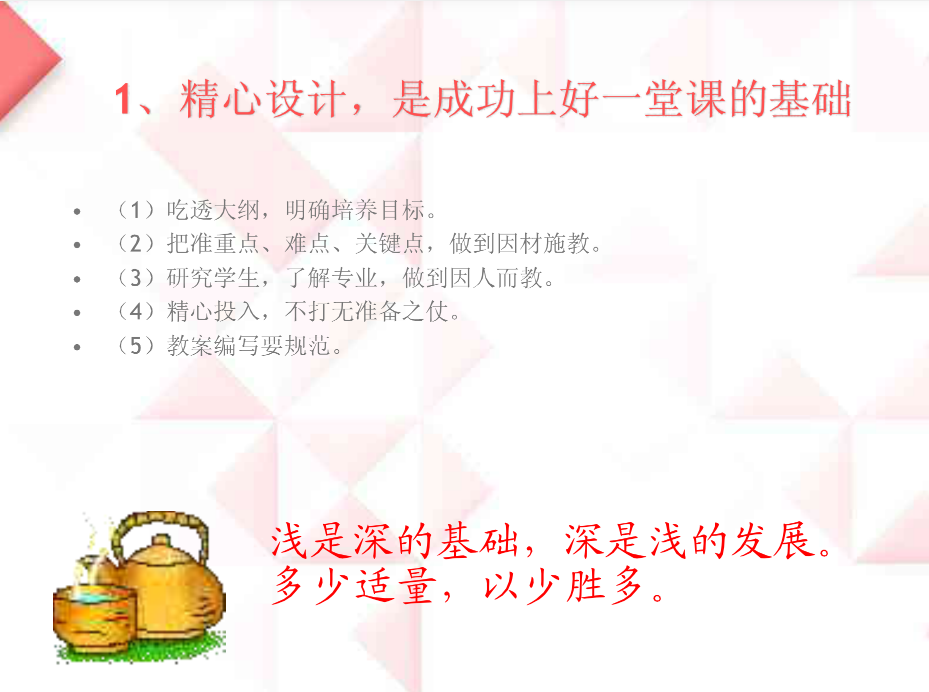 1、精心设计，是成功上好一堂课的基础
• （1）吃透大纲，明确培养目标。
• （2）把准重点、难点、关键点，做到因材施教。
• （3）研究学生，了解专业，做到因人而教。
• （4）精心投入，不打无准备之仗。
• （5）教案编写要规范。
浅是深的基础，深是浅的发展。
多少适量，以少胜多。